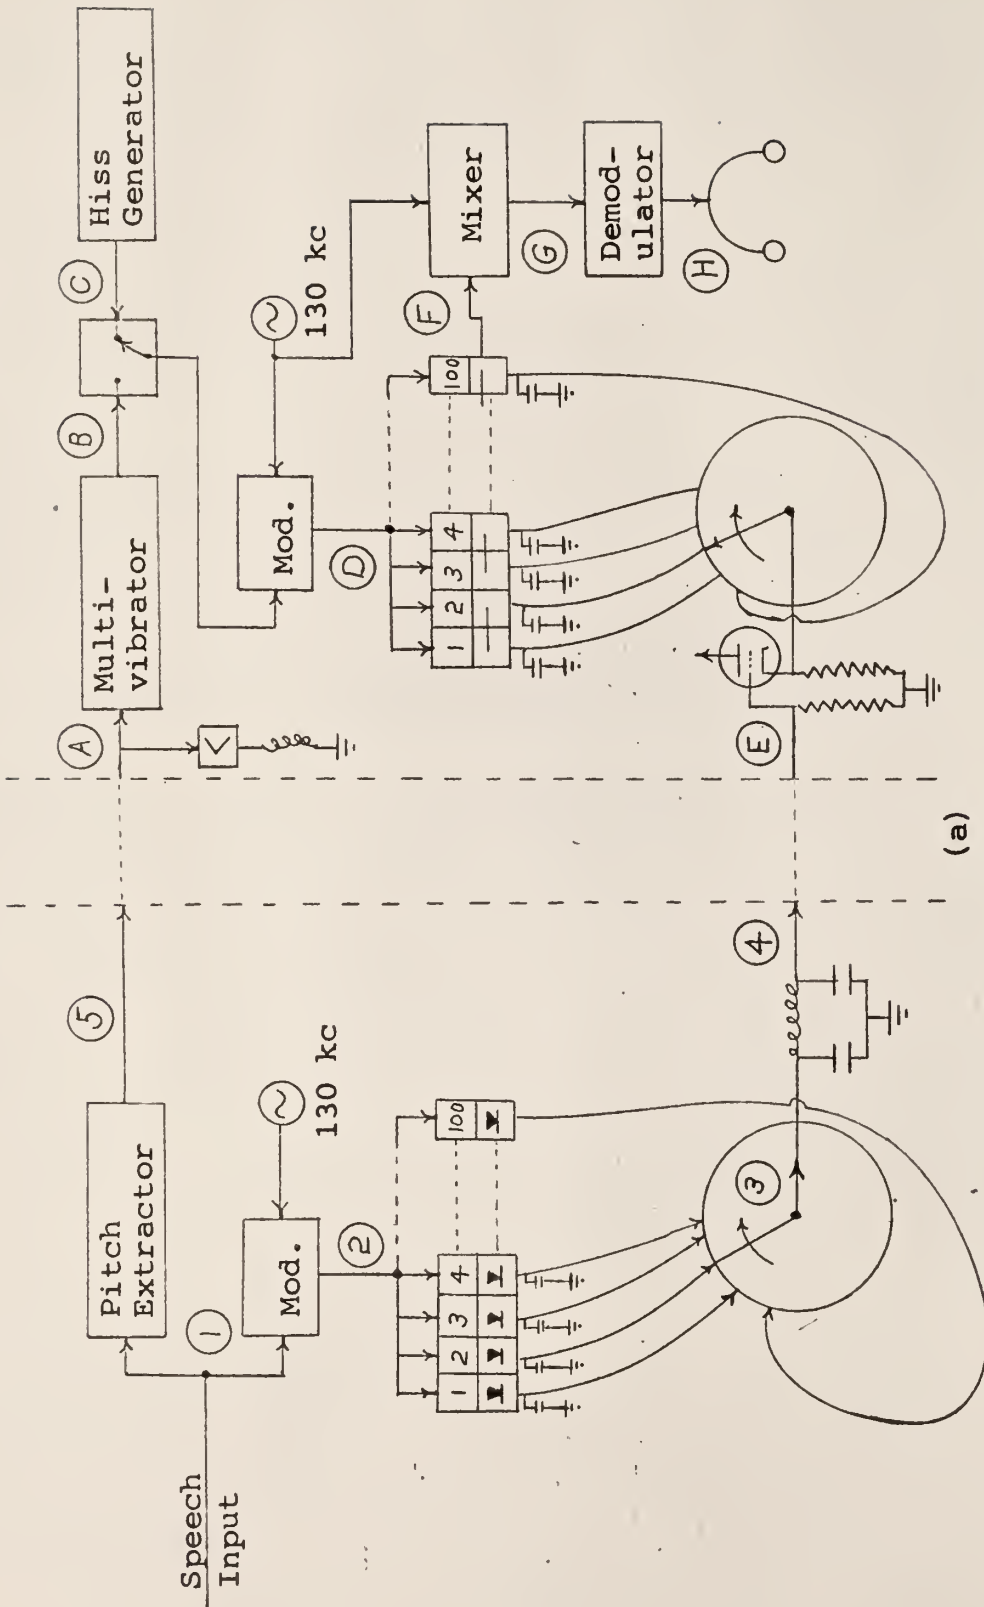 Speech
Input
1
Pitch
Extractor
5
Mod.
130 kc
2
1 2 3 4 100
3
4
A
Multi-
vibrator
B
C
Hiss
Generator
Mod.
130 kc
D
1 2 3 4 100
E
F
Mixer
G
Demod-
ulator
H
(a)